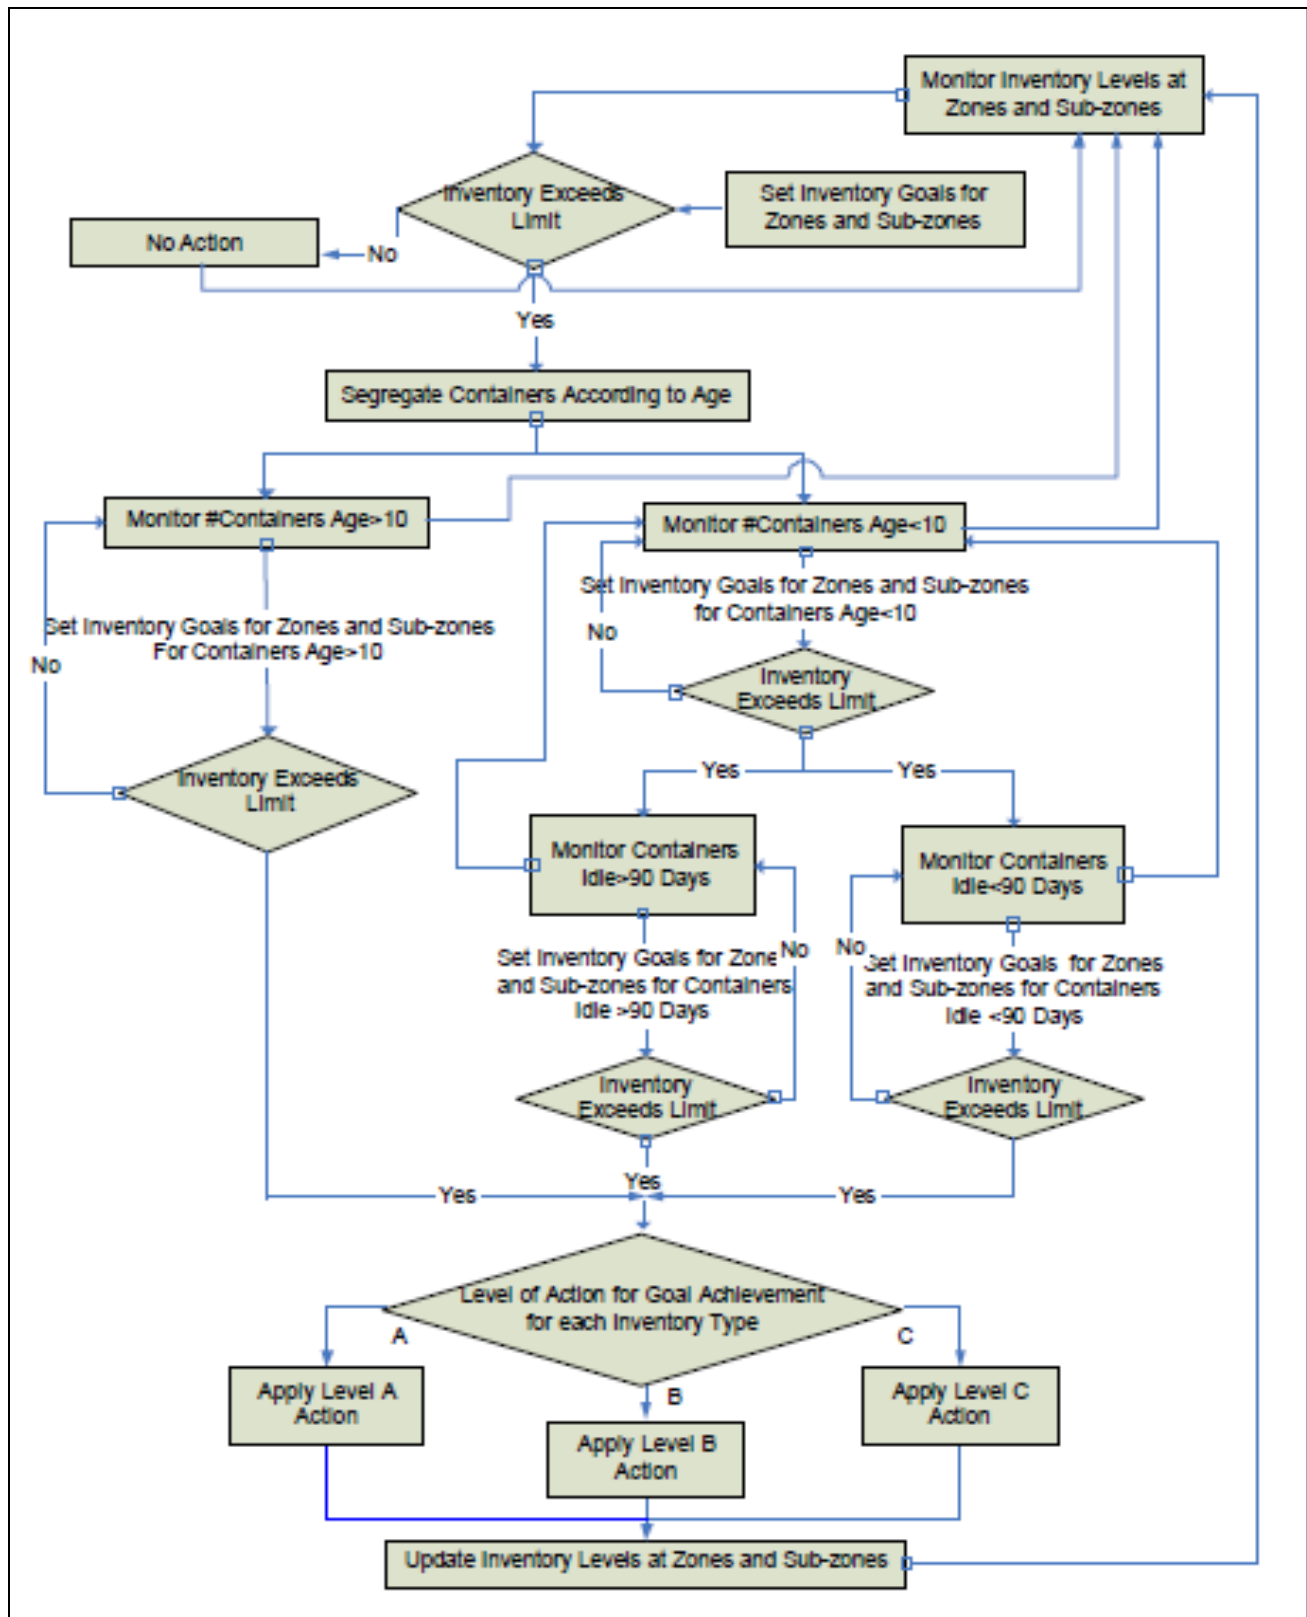 Monitor Inventory Levels at
Zones and Sub-zones
Inventory Exceeds
Limit
Set Inventory Goals for
Zones and Sub-zones
No Action
No
Yes
Segregate Containers According to Age
Monitor #Containers Age>10
Monitor #Containers Age<10
Set Inventory Goals for Zones and Sub-zones
for Containers Age<10
No
Set Inventory Goals for Zones and Sub-zones
For Containers Age>10
No
Inventory
Exceeds Limit
Inventory Exceeds
Limit
Yes
Yes
Monitor Containers
Idle>90 Days
Monitor Containers
Idle<90 Days
No
No
Set Inventory Goals for Zone
and Sub-zones for Containers
Idle >90 Days
Set Inventory Goals for Zones
and Sub-zones for Containers
Idle <90 Days
Inventory
Exceeds Limit
Inventory
Exceeds Limit
Yes
Yes
Yes
Level of Action for Goal Achievement
for each Inventory Type
A
C
B
Apply Level A
Action
Apply Level C
Action
Apply Level B
Action
Update Inventory Levels at Zones and Sub-zones